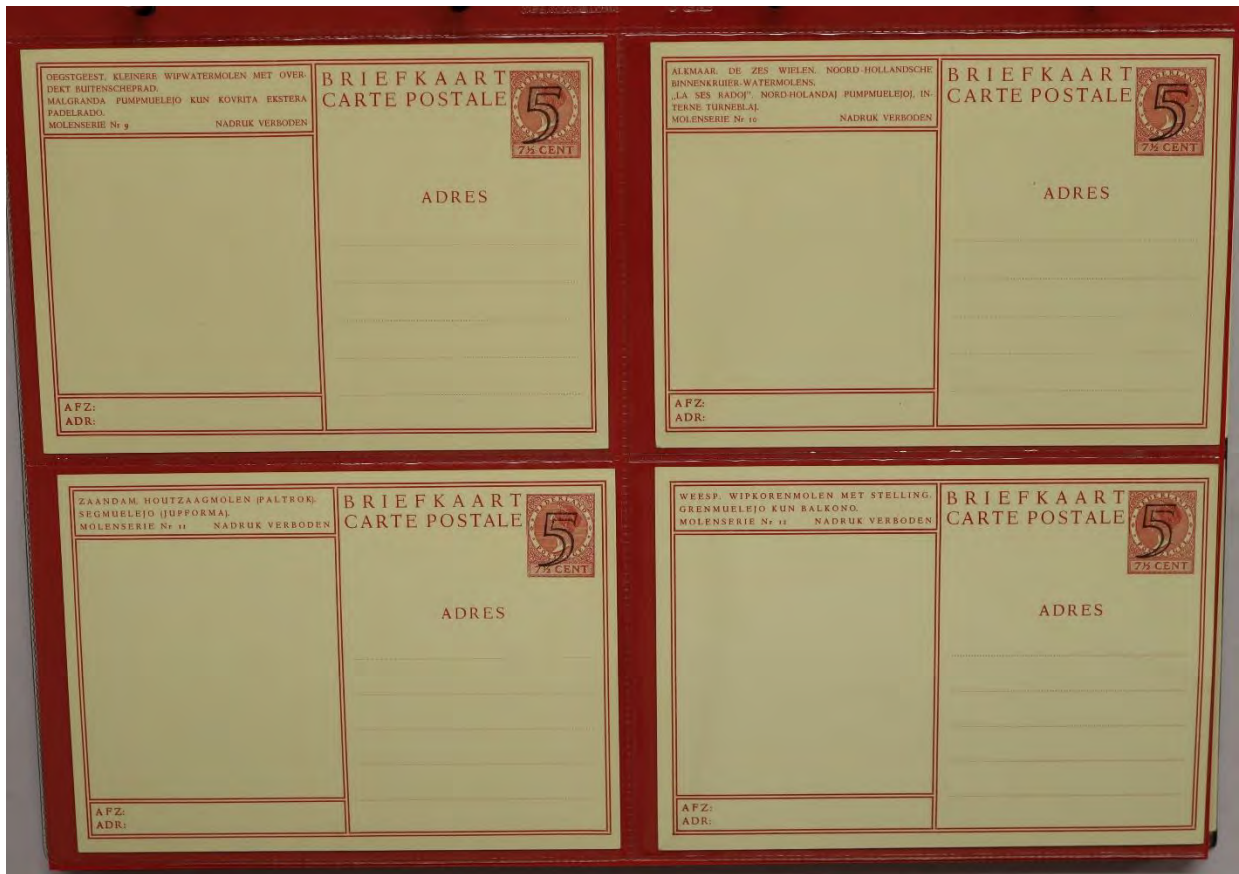 OEGSTGEEST. KLEINERE WIPWATERMOLEN MET OVER-
DEKT BUITENSCHEPRAD.
MALGRANDA PUMPMUELEJO KUN KOVRITA EKSTERA
PADELRADO.
MOLENSERIE Nr 9 NADRUK VERBODEN
BRIEFKAART
CARTE POSTALE
NEDERLAND
5
7½ CENT
ADRES
AFZ:
ADR:
ALKMAAR. DE ZES WIELEN. NOORD-HOLLANDSCHE
BINNENKRUIER-WATERMOLENS.
„LA SES RADOJ". NORD-HOLANDAJ PUMPMUELEJOJ, IN-
TERNE TURNEBLAJ.
MOLENSERIE Nr 10 NADRUK VERBODEN
BRIEFKAART
CARTE POSTALE
NEDERLAND
5
7½ CENT
ADRES
AFZ:
ADR:
ZAANDAM. HOUTZAAGMOLEN (PALTROK).
SEGMUELEJO (JUPFORMA).
MOLENSERIE Nr 11 NADRUK VERBODEN
BRIEFKAART
CARTE POSTALE
NEDERLAND
5
7½ CENT
ADRES
AFZ:
ADR:
WEESP. WIPKORENMOLEN MET STELLING.
GRENMUELEJO KUN BALKONO.
MOLENSERIE Nr 12 NADRUK VERBODEN
BRIEFKAART
CARTE POSTALE
NEDERLAND
5
7½ CENT
ADRES
AFZ:
ADR: